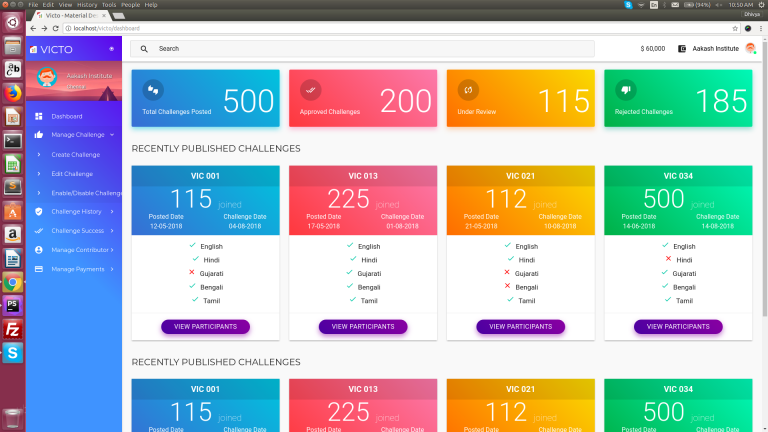 File Edit View History Tools People Help
En
(94%)
10:50 AM
Victo - Material De
Dhivya
localhost/victo/dashboard
VICTO
Search
$ 60,000
Aakash Institute
Aakash Institute
Dashboard
Manage Challenge
Create Challenge
Edit Challenge
Enable/Disable Challenge
Challenge History
Challenge Success
Manage Contributor
Manage Payments
Total Challenges Posted
500
Approved Challenges
200
Under Review
115
Rejected Challenges
185
RECENTLY PUBLISHED CHALLENGES
VIC 001
115 joined
Posted Date Challenge Date
12-05-2018 04-08-2018
English
Hindi
Gujarati
Bengali
Tamil
VIEW PARTICIPANTS
VIC 013
225 joined
Posted Date Challenge Date
17-05-2018 01-08-2018
English
Hindi
Gujarati
Bengali
Tamil
VIEW PARTICIPANTS
VIC 021
112 joined
Posted Date Challenge Date
21-05-2018 10-08-2018
English
Hindi
Gujarati
Bengali
Tamil
VIEW PARTICIPANTS
VIC 034
500 joined
Posted Date Challenge Date
14-06-2018 14-08-2018
English
Hindi
Gujarati
Bengali
Tamil
VIEW PARTICIPANTS
RECENTLY PUBLISHED CHALLENGES
VIC 001
115 joined
Posted Date Challenge Date
VIC 013
225 joined
Posted Date Challenge Date
VIC 021
112 joined
Posted Date Challenge Date
VIC 034
500 joined
Posted Date Challenge Date